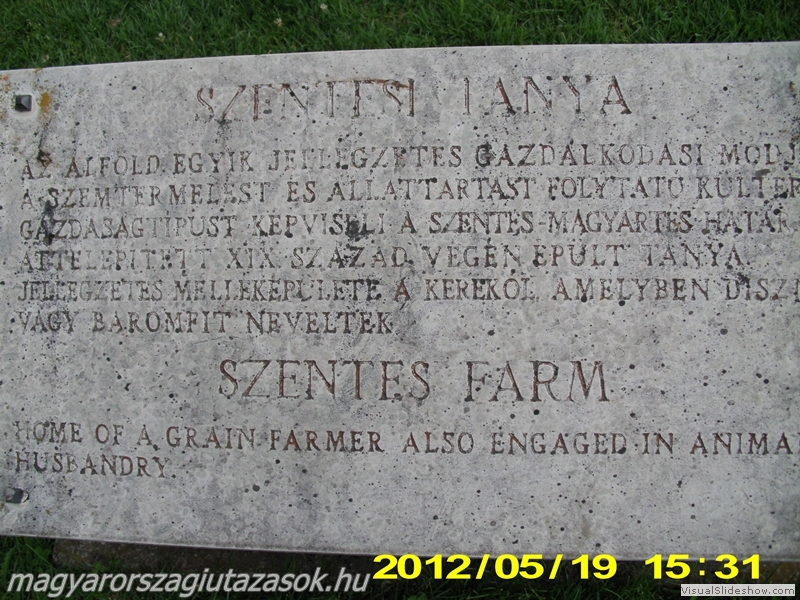 SZENTESI TANYA
AZ ALFÖLD EGYIK JELLEGZETES GAZDÁLKODÁSI MÓDJ
A SZEMTERMELÉST ÉS ÁLLATTARTÁST FOLYTATÓ KÜLTER
GAZDASÁGTÍPUST KÉPVISELI A SZENTES-MAGYARTÉS-HATÁR
ÁTTELEPÍTETT XIX. SZÁZAD VÉGÉN ÉPÜLT TANYA.
JELLEGZETES MELLÉKÉPÜLETE A KEREKÓL, AMELYBEN DISZ
VAGY BAROMFIT NEVELTEK.
SZENTES FARM
HOME OF A GRAIN FARMER ALSO ENGAGED IN ANIMA
HUSBANDRY.
magyarorszagiutazasok.hu
2012/05/19 15:31
VisualSlideshow.com